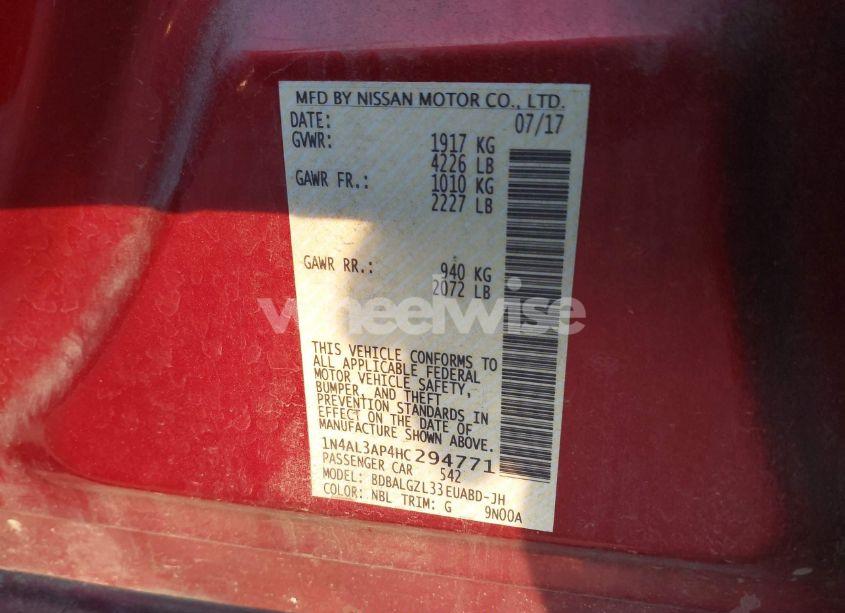 MFD BY NISSAN MOTOR CO., LTD.
DATE: 07/17
GVWR: 1917 KG
4226 LB
GAWR FR.: 1010 KG
2227 LB
GAWR RR.: 940 KG
2072 LB
wheelwise
THIS VEHICLE CONFORMS TO
ALL APPLICABLE FEDERAL
MOTOR VEHICLE SAFETY,
BUMPER, AND THEFT
PREVENTION STANDARDS IN
EFFECT ON THE DATE OF
MANUFACTURE SHOWN ABOVE.
1N4AL3AP4HC294771
PASSENGER CAR 542
MODEL: BDBALGZL33EUABD-JH
COLOR: NBL TRIM: G 9N00A